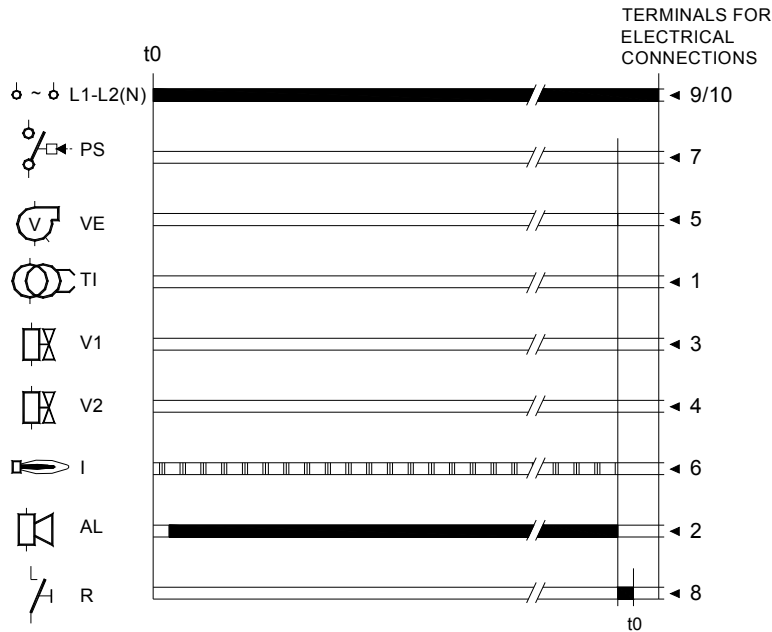 TERMINALS FOR
ELECTRICAL
CONNECTIONS
t0
~ L1-L2(N) 9/10
PS 7
V VE 5
TI 1
V1 3
V2 4
I 6
AL 2
R 8
t0